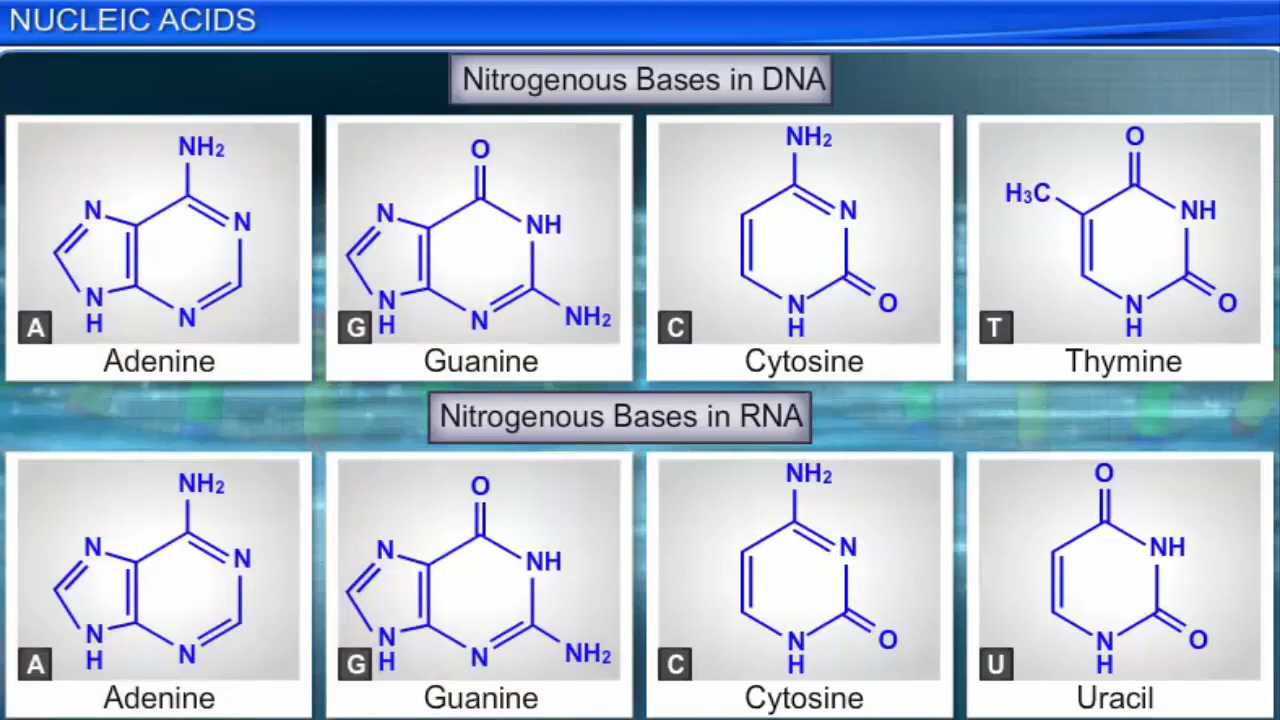 NUCLEIC ACIDS
Nitrogenous Bases in DNA
NH₂
N
N
N
N
H
A
Adenine
O
N
NH
N
H
N
NH₂
G
Guanine
NH₂
N
N
H
O
C
Cytosine
O
H₃C
NH
N
H
O
T
Thymine
Nitrogenous Bases in RNA
NH₂
N
N
N
N
H
A
Adenine
O
N
NH
N
H
N
NH₂
G
Guanine
NH₂
N
N
H
O
C
Cytosine
O
NH
N
H
O
U
Uracil